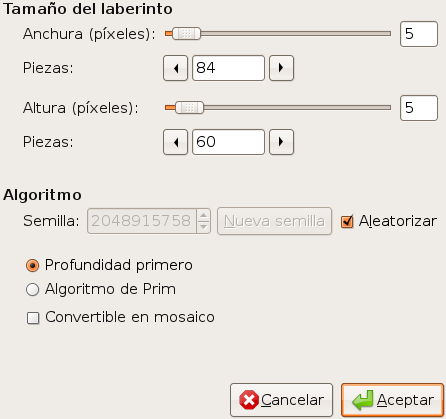 Tamaño del laberinto
Anchura (píxeles): 5
Piezas: 84
Altura (píxeles): 5
Piezas: 60
Algoritmo
Semilla: 2048915758 Nueva semilla Aleatorizar
Profundidad primero
Algoritmo de Prim
Convertible en mosaico
Cancelar Aceptar